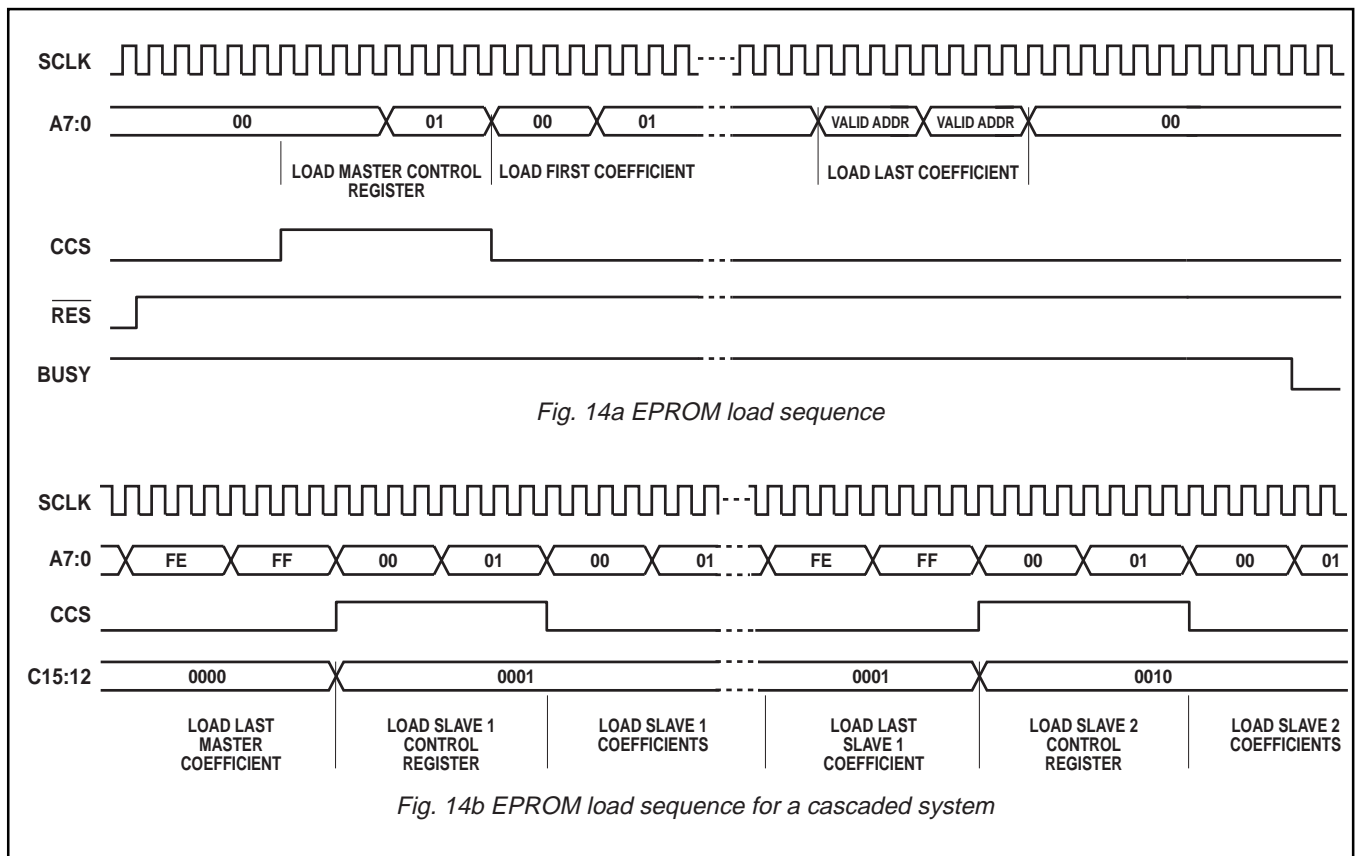 SCLK
A7:0 00 01 00 01 VALID ADDR VALID ADDR 00
LOAD MASTER CONTROL
REGISTER
LOAD FIRST COEFFICIENT
LOAD LAST COEFFICIENT
CCS
RES
BUSY
Fig. 14a EPROM load sequence
SCLK
A7:0 FE FF 00 01 00 01 FE FF 00 01 00 01
CCS
C15:12 0000 0001 0001 0010
LOAD LAST
MASTER
COEFFICIENT
LOAD SLAVE 1
CONTROL
REGISTER
LOAD SLAVE 1
COEFFICIENTS
LOAD LAST
SLAVE 1
COEFFICIENT
LOAD SLAVE 2
CONTROL
REGISTER
LOAD SLAVE 2
COEFFICIENTS
Fig. 14b EPROM load sequence for a cascaded system